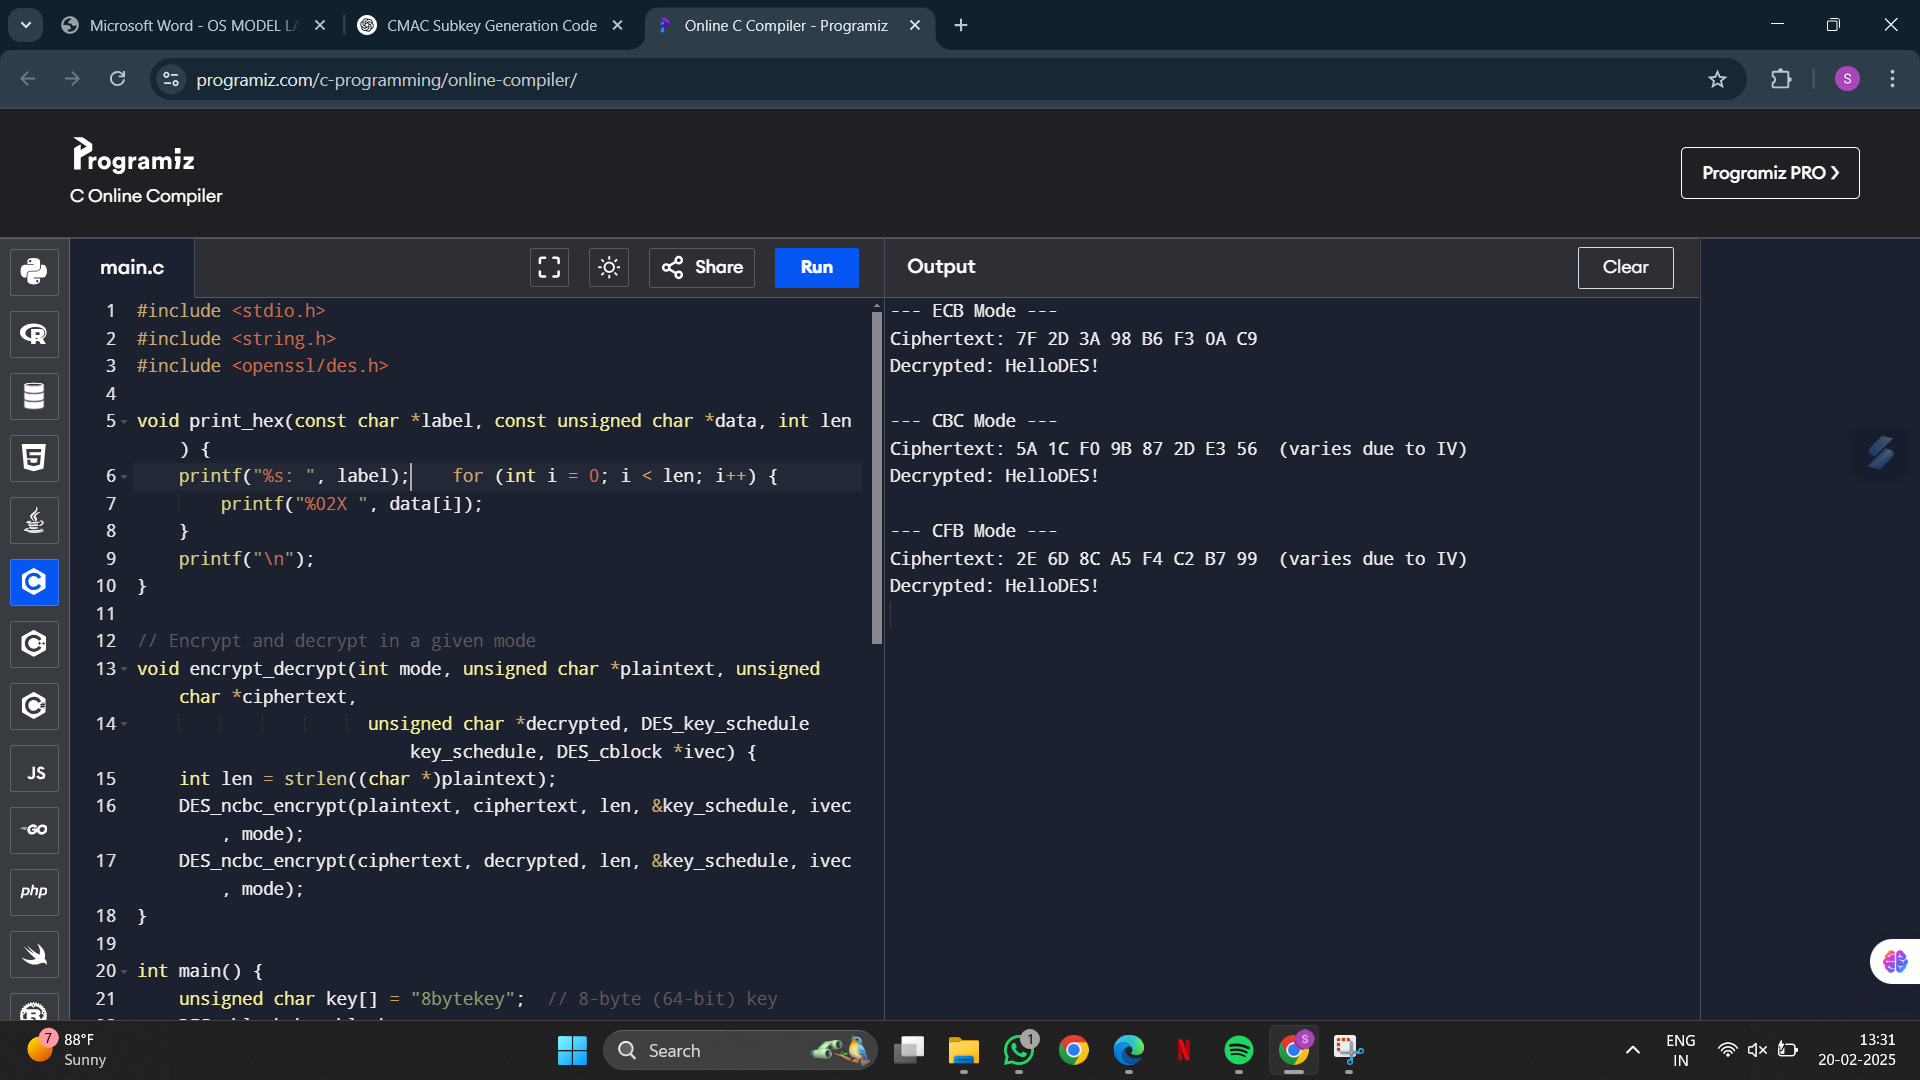 Microsoft Word - OS MODEL LA
CMAC Subkey Generation Code
Online C Compiler - Programiz
programiz.com/c-programming/online-compiler/
S
Programiz
C Online Compiler
Programiz PRO
main.c
Share
Run
Output
Clear
1 #include <stdio.h>
2 #include <string.h>
3 #include <openssl/des.h>
4
5 void print_hex(const char *label, const unsigned char *data, int len
) {
6 printf("%s: ", label);    for (int i = 0; i < len; i++) {
7 printf("%02X ", data[i]);
8 }
9 printf("\n");
10 }
11
12 // Encrypt and decrypt in a given mode
13 void encrypt_decrypt(int mode, unsigned char *plaintext, unsigned
char *ciphertext,
14 unsigned char *decrypted, DES_key_schedule
key_schedule, DES_cblock *ivec) {
15 int len = strlen((char *)plaintext);
16 DES_ncbc_encrypt(plaintext, ciphertext, len, &key_schedule, ivec
, mode);
17 DES_ncbc_encrypt(ciphertext, decrypted, len, &key_schedule, ivec
, mode);
18 }
19
20 int main() {
21 unsigned char key[] = "8bytekey";  // 8-byte (64-bit) key
--- ECB Mode ---
Ciphertext: 7F 2D 3A 98 B6 F3 0A C9
Decrypted: HelloDES!
--- CBC Mode ---
Ciphertext: 5A 1C F0 9B 87 2D E3 56  (varies due to IV)
Decrypted: HelloDES!
--- CFB Mode ---
Ciphertext: 2E 6D 8C A5 F4 C2 B7 99  (varies due to IV)
Decrypted: HelloDES!
JS
GO
php
7
88°F
Sunny
Search
1
N
S
ENG
IN
13:31
20-02-2025